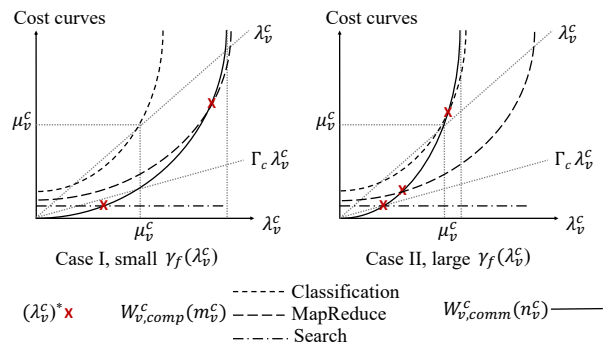 Cost curves
λ_v^c
μ_v^c
Γ_c λ_v^c
μ_v^c
λ_v^c
Case I, small γ_f(λ_v^c)
Cost curves
λ_v^c
μ_v^c
Γ_c λ_v^c
μ_v^c
λ_v^c
Case II, large γ_f(λ_v^c)
(λ_v^c)* x
W_{v,comp}^c(m_v^c)
Classification
MapReduce
Search
W_{v,comm}^c(n_v^c)